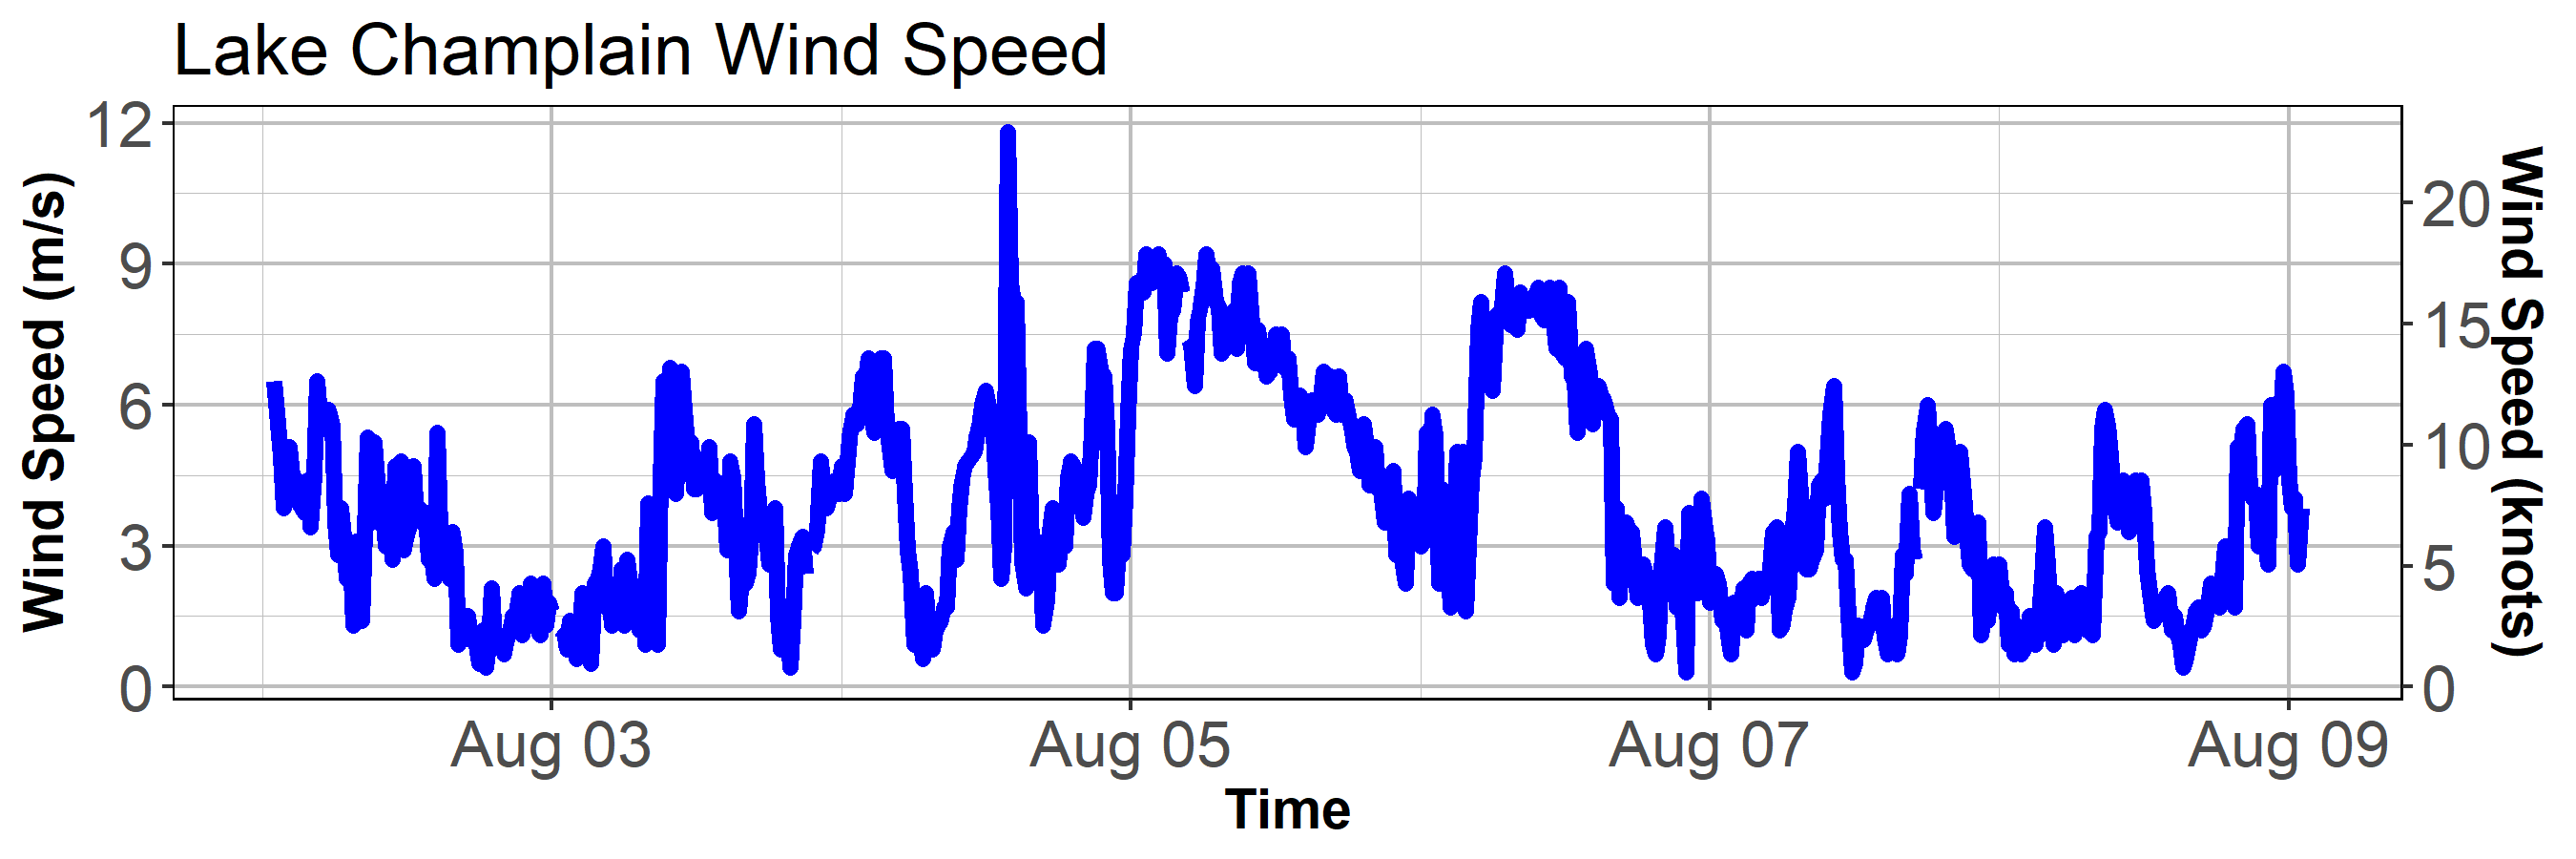 Lake Champlain Wind Speed
Wind Speed (m/s)
12
9
6
3
0
20
15
10
5
0
Wind Speed (knots)
Aug 03
Aug 05
Aug 07
Aug 09
Time